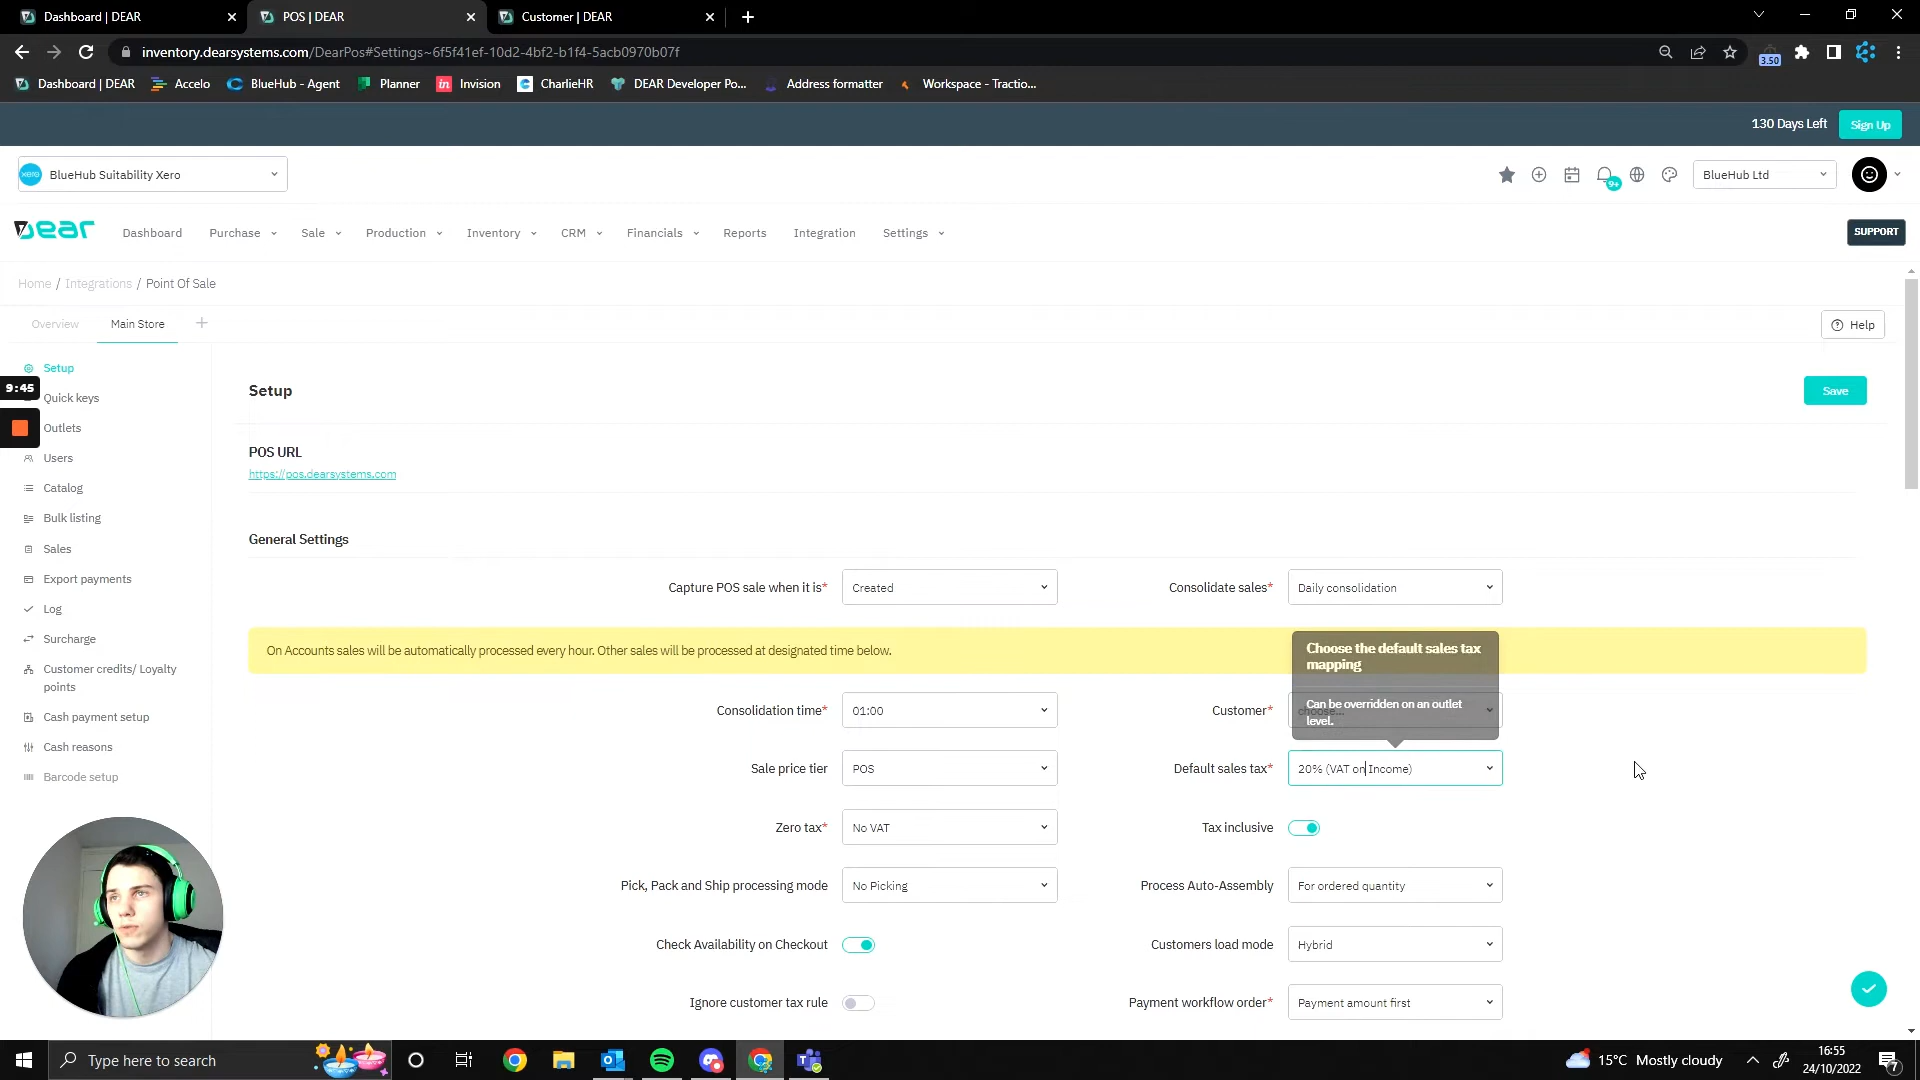 Dashboard | DEAR
POS | DEAR
Customer | DEAR
inventory.dearsystems.com/DearPos#Settings~6f5f41ef-10d2-4bf2-b1f4-5acb0970b07f
3.50
Dashboard | DEAR
Accelo
BlueHub - Agent
Planner
in Invision
CharlieHR
DEAR Developer Po...
Address formatter
Workspace - Tractio...
130 Days Left
Sign Up
xero BlueHub Suitability Xero
9+
BlueHub Ltd
Dear
Dashboard
Purchase
Sale
Production
Inventory
CRM
Financials
Reports
Integration
Settings
SUPPORT
Home / Integrations / Point Of Sale
Overview
Main Store
Help
Setup
9:45
Quick keys
Outlets
Users
Catalog
Bulk listing
Sales
Export payments
Log
Surcharge
Customer credits/ Loyalty
points
Cash payment setup
Cash reasons
Barcode setup
Setup
Save
POS URL
https://pos.dearsystems.com
General Settings
Capture POS sale when it is* Created
Consolidate sales* Daily consolidation
On Accounts sales will be automatically processed every hour. Other sales will be processed at designated time below.
Choose the default sales tax
mapping
Can be overridden on an outlet
level.
Consolidation time* 01:00
Customer* choose...
Sale price tier POS
Default sales tax* 20% (VAT on Income)
Zero tax* No VAT
Tax inclusive
Pick, Pack and Ship processing mode No Picking
Process Auto-Assembly For ordered quantity
Check Availability on Checkout
Customers load mode Hybrid
Ignore customer tax rule
Payment workflow order* Payment amount first
Type here to search
15°C Mostly cloudy
16:55
24/10/2022
7